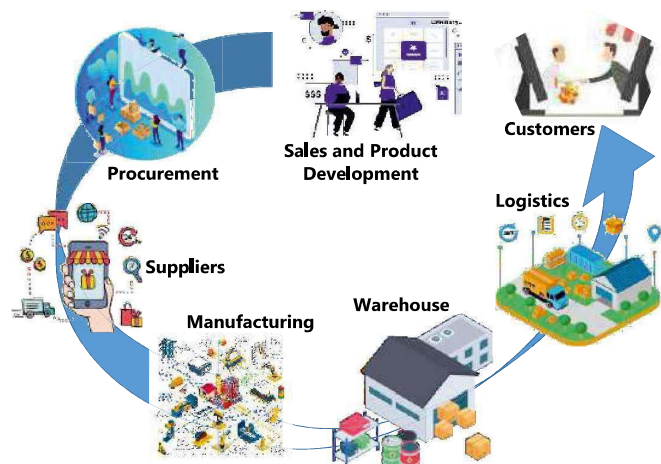 $$$
Sales and Product
Development
Procurement
Customers
Logistics
Suppliers
Warehouse
Manufacturing